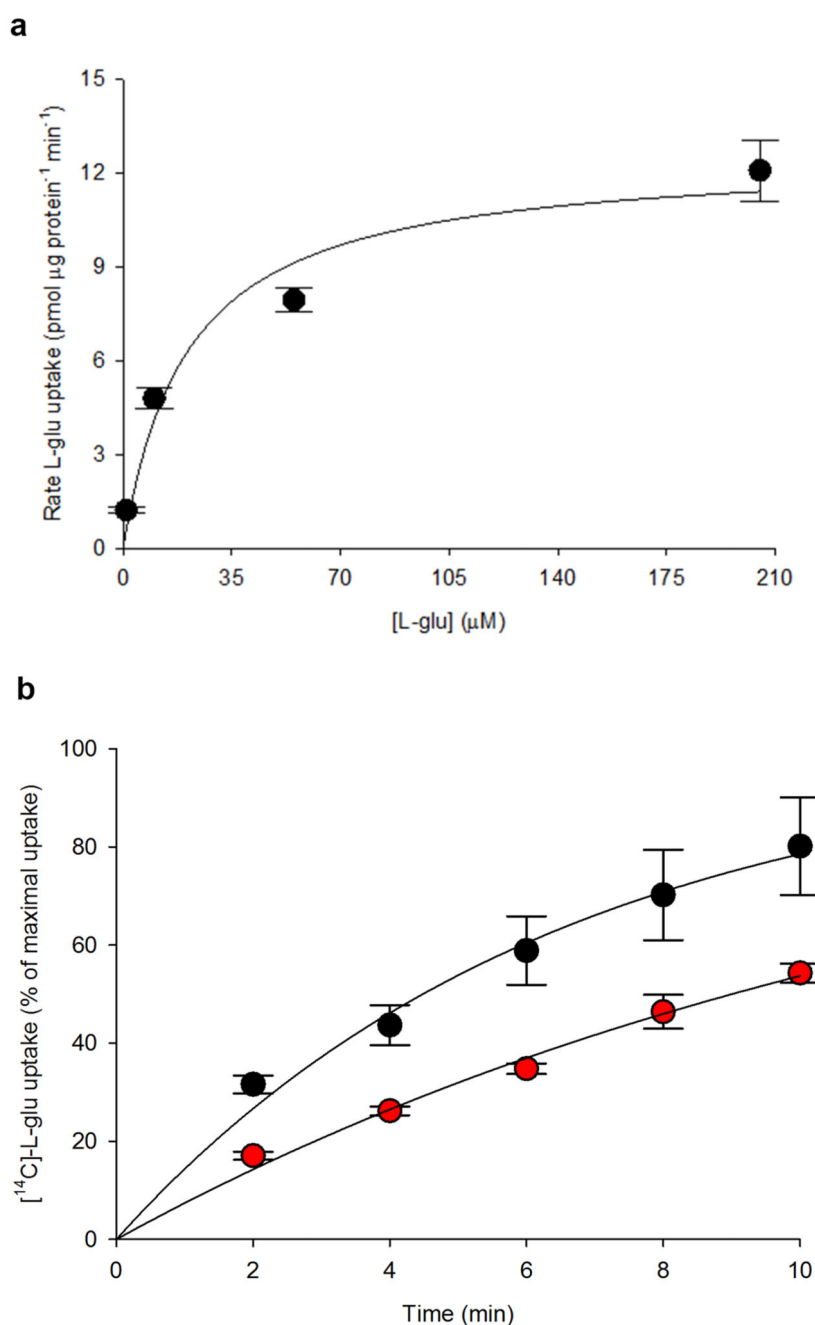 a
Rate L-glu uptake (pmol µg protein⁻¹ min⁻¹)
15
12
9
6
3
0
0 35 70 105 140 175 210
[L-glu] (µM)
b
[¹⁴C]-L-glu uptake (% of maximal uptake)
100
80
60
40
20
0
0 2 4 6 8 10
Time (min)